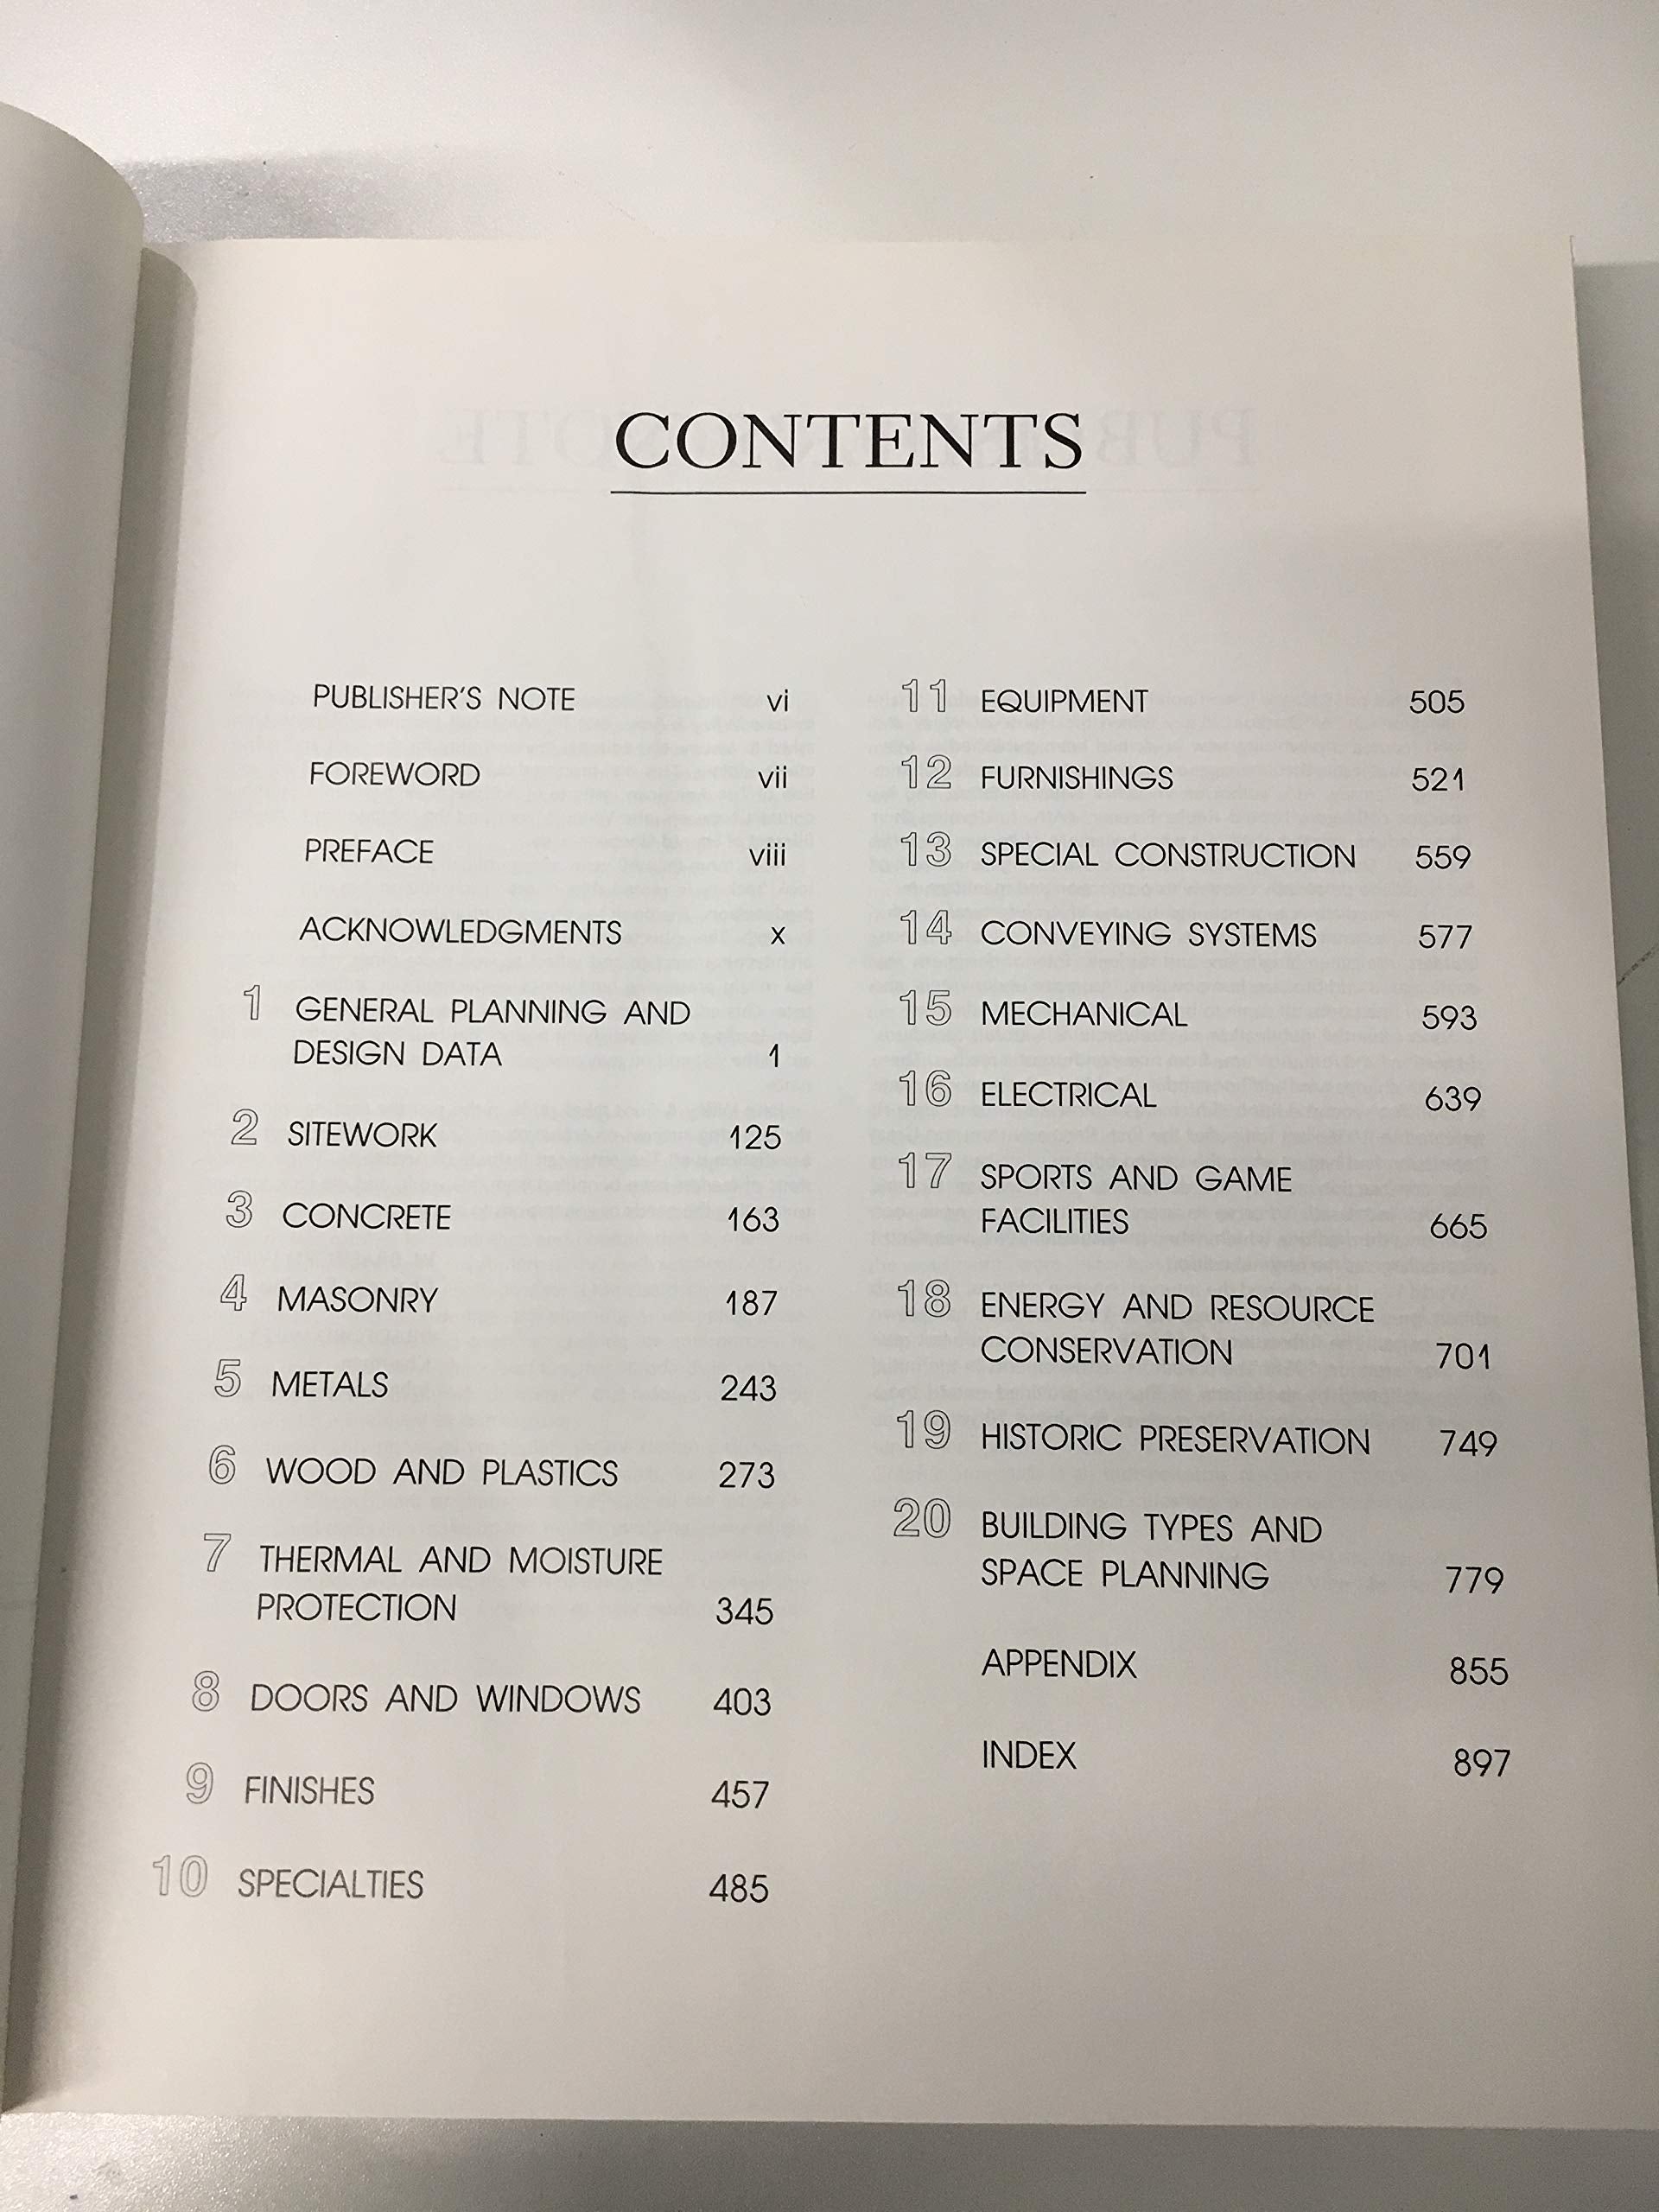 CONTENTS
PUBLISHER'S NOTE vi
FOREWORD vii
PREFACE viii
ACKNOWLEDGMENTS x
1 GENERAL PLANNING AND
DESIGN DATA 1
2 SITEWORK 125
3 CONCRETE 163
4 MASONRY 187
5 METALS 243
6 WOOD AND PLASTICS 273
7 THERMAL AND MOISTURE
PROTECTION 345
8 DOORS AND WINDOWS 403
9 FINISHES 457
10 SPECIALTIES 485
11 EQUIPMENT 505
12 FURNISHINGS 521
13 SPECIAL CONSTRUCTION 559
14 CONVEYING SYSTEMS 577
15 MECHANICAL 593
16 ELECTRICAL 639
17 SPORTS AND GAME
FACILITIES 665
18 ENERGY AND RESOURCE
CONSERVATION 701
19 HISTORIC PRESERVATION 749
20 BUILDING TYPES AND
SPACE PLANNING 779
APPENDIX 855
INDEX 897